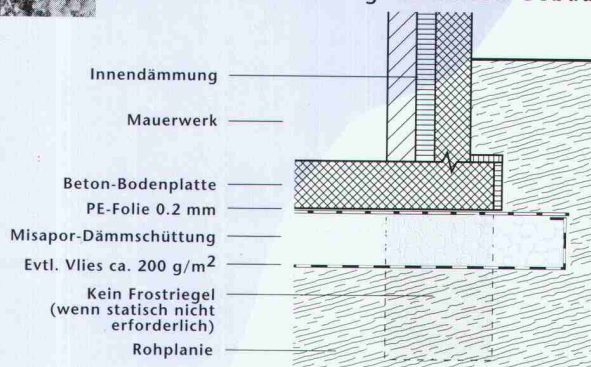 Innendämmung
Mauerwerk
Beton-Bodenplatte
PE-Folie 0.2 mm
Misapor-Dämmschüttung
Evtl. Vlies ca. 200 g/m²
Kein Frostriegel
(wenn statisch nicht
erforderlich)
Rohplanie